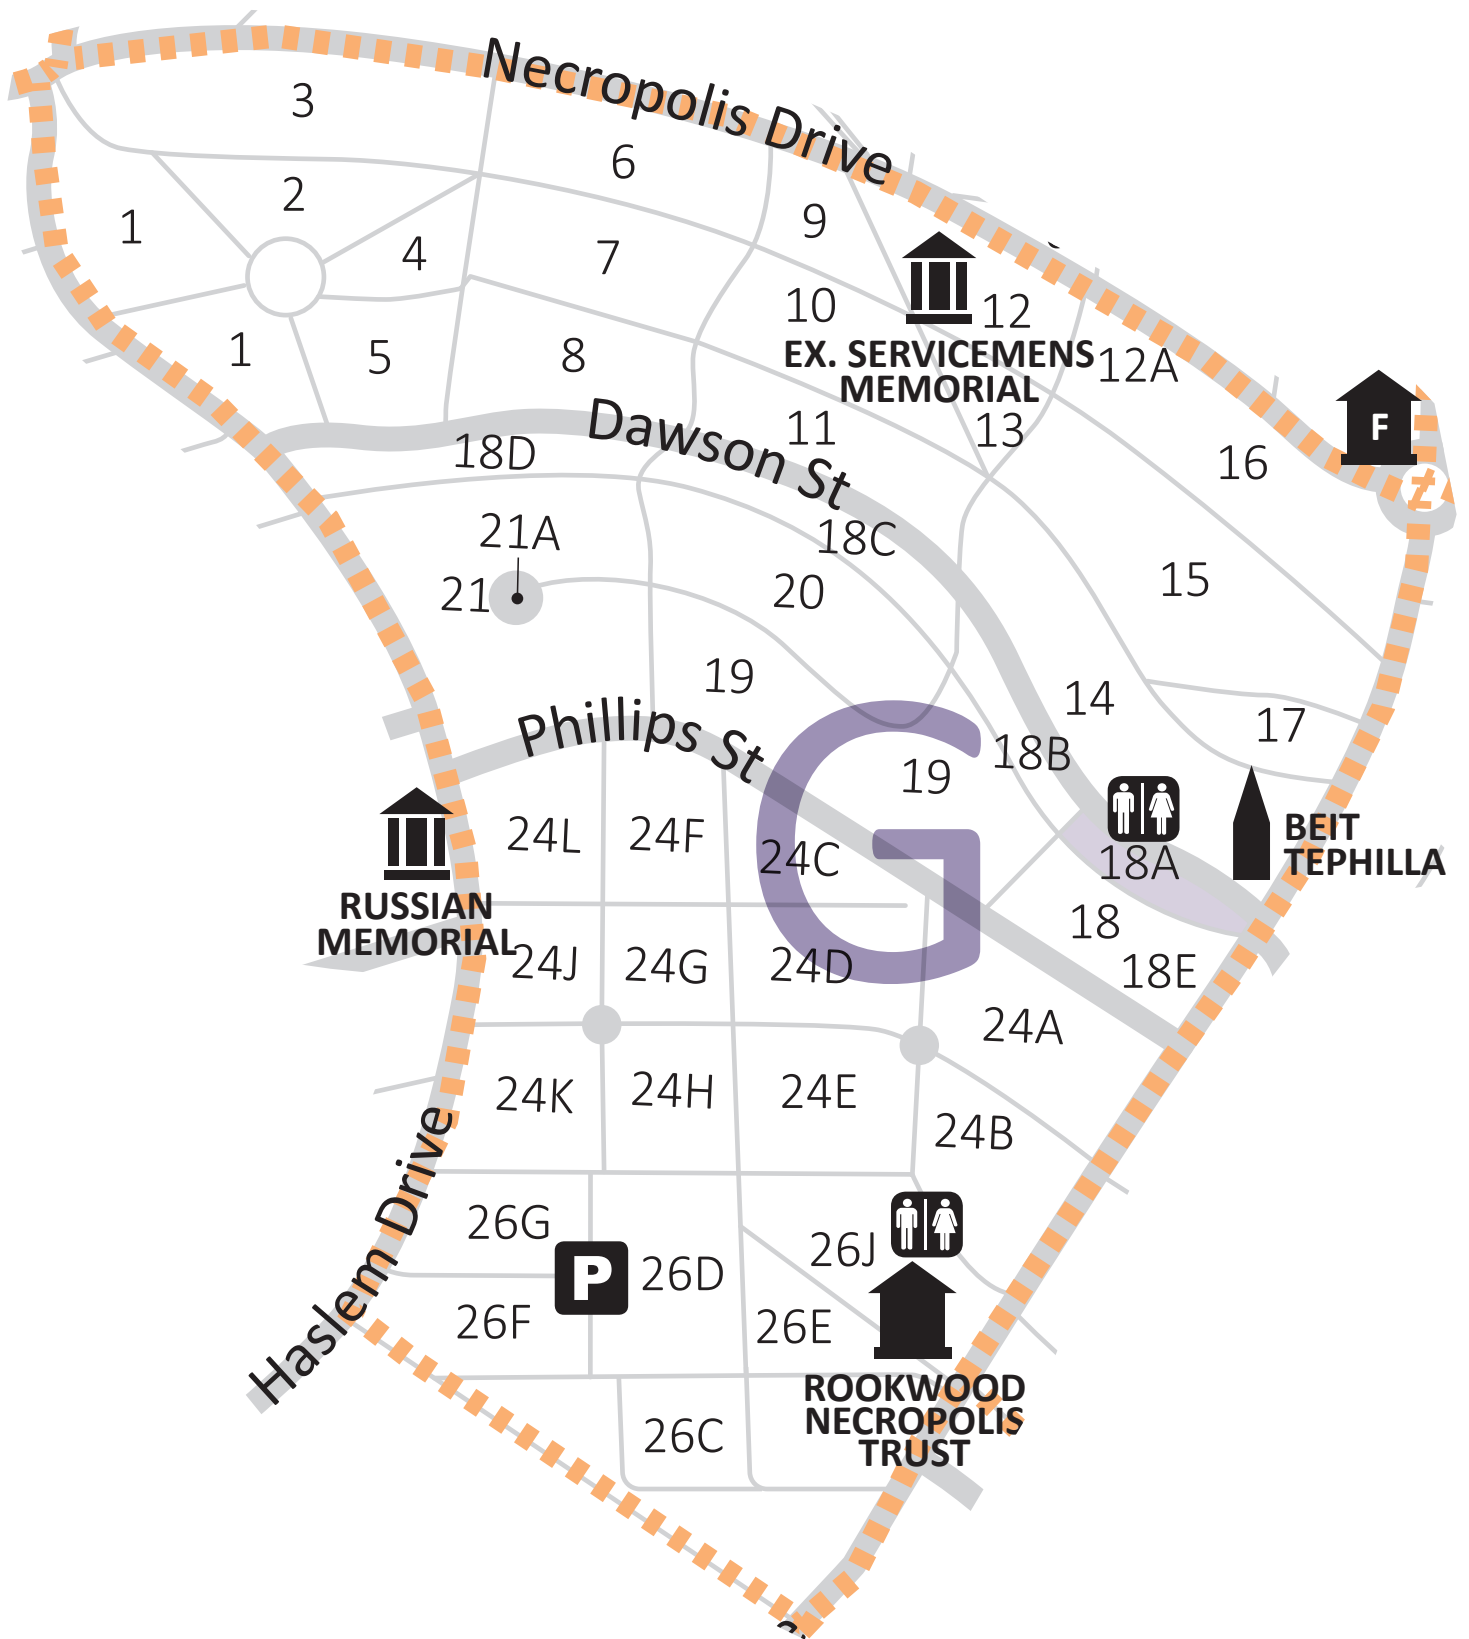 Necropolis Drive
3
6
2
1
9
4
7
10
12
1
5
8
EX. SERVICEMENS
MEMORIAL
12A
F
Dawson St
11
13
18D
16
21A
18C
21
20
15
19
14
17
Phillips St
G
18B
19
24L
24F
24C
18A
BEIT
TEPHILLA
RUSSIAN
MEMORIAL
18
24J
24G
24D
18E
24A
24K
24H
24E
24B
Haslem Drive
26G
26J
P
26D
26F
26E
ROOKWOOD
NECROPOLIS
TRUST
26C